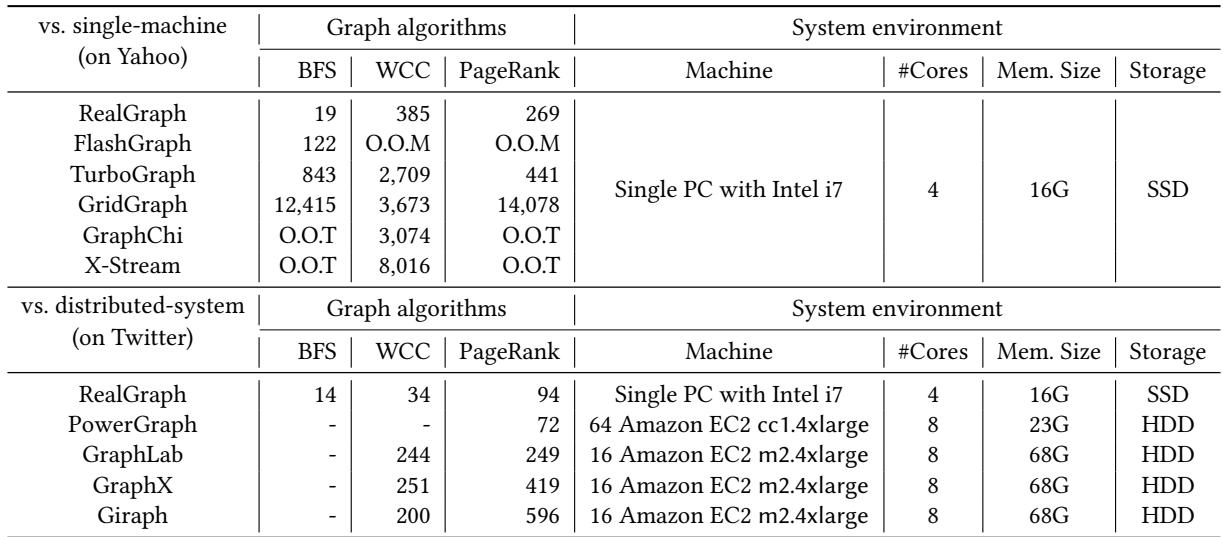 vs. single-machine Graph algorithms System environment
(on Yahoo) BFS WCC PageRank Machine #Cores Mem. Size Storage
RealGraph 19 385 269
FlashGraph 122 O.O.M O.O.M
TurboGraph 843 2,709 441
Single PC with Intel i7 4 16G SSD
GridGraph 12,415 3,673 14,078
GraphChi O.O.T 3,074 O.O.T
X-Stream O.O.T 8,016 O.O.T
vs. distributed-system Graph algorithms System environment
(on Twitter) BFS WCC PageRank Machine #Cores Mem. Size Storage
RealGraph 14 34 94 Single PC with Intel i7 4 16G SSD
PowerGraph - - 72 64 Amazon EC2 cc1.4xlarge 8 23G HDD
GraphLab - 244 249 16 Amazon EC2 m2.4xlarge 8 68G HDD
GraphX - 251 419 16 Amazon EC2 m2.4xlarge 8 68G HDD
Giraph - 200 596 16 Amazon EC2 m2.4xlarge 8 68G HDD